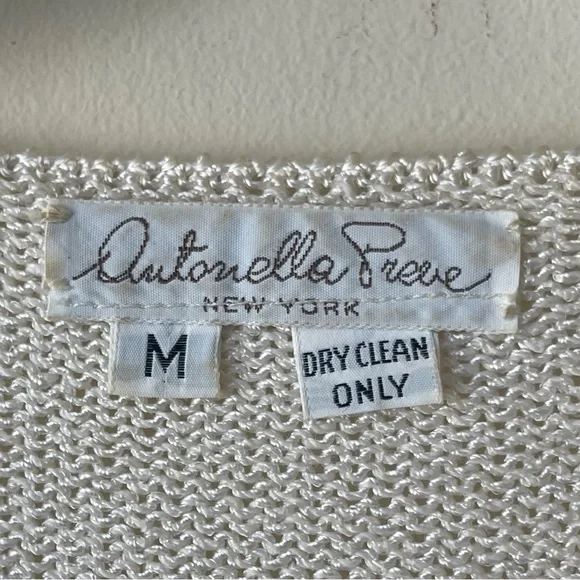 Antonella Preve
NEW YORK
M
DRY CLEAN
ONLY